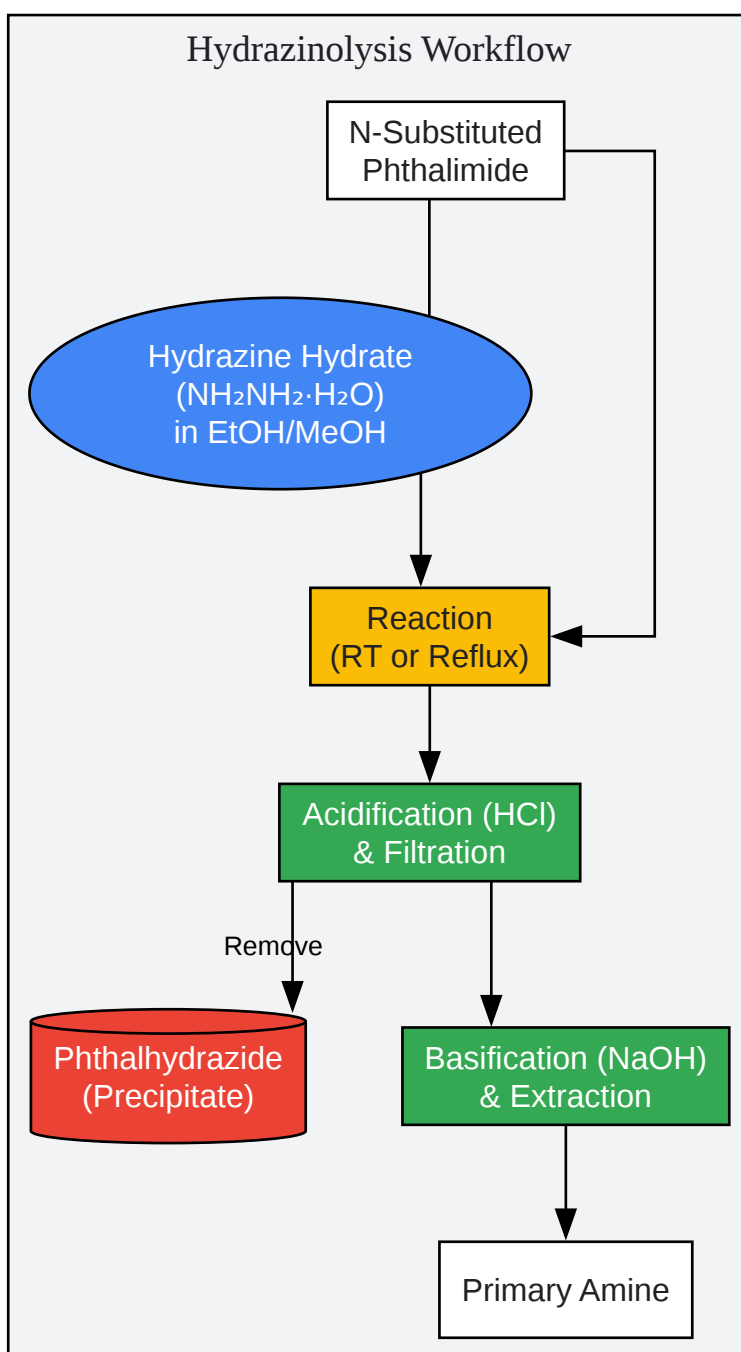 Hydrazinolysis Workflow
N-Substituted
Phthalimide
Hydrazine Hydrate
(NH₂NH₂·H₂O)
in EtOH/MeOH
Reaction
(RT or Reflux)
Acidification (HCl)
& Filtration
Remove
Phthalhydrazide
(Precipitate)
Basification (NaOH)
& Extraction
Primary Amine